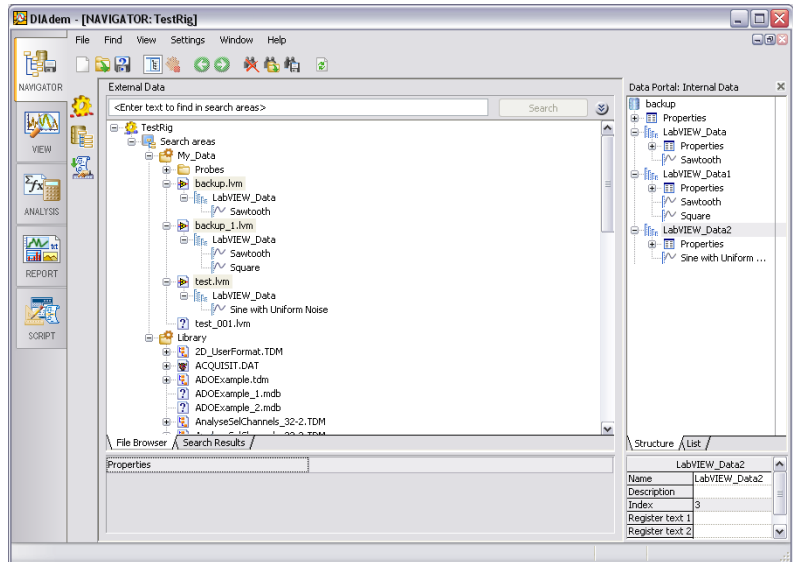 DIAdem - [NAVIGATOR: TestRig]
File Find View Settings Window Help
NAVIGATOR
VIEW
ANALYSIS
REPORT
SCRIPT
External Data
<Enter text to find in search areas>
Search
TestRig
Search areas
My_Data
Probes
backup.lvm
LabVIEW_Data
Sawtooth
backup_1.lvm
LabVIEW_Data
Sawtooth
Square
test.lvm
LabVIEW_Data
Sine with Uniform Noise
test_001.lvm
Library
2D_UserFormat.TDM
ACQUISIT.DAT
ADOExample.tdm
ADOExample_1.mdb
ADOExample_2.mdb
AnalyseSelChannels_32-2.TDM
File Browser Search Results
Properties
Data Portal: Internal Data
backup
Properties
LabVIEW_Data
Properties
Sawtooth
LabVIEW_Data1
Properties
Sawtooth
Square
LabVIEW_Data2
Properties
Sine with Uniform ...
Structure List
LabVIEW_Data2
Name LabVIEW_Data2
Description
Index 3
Register text 1
Register text 2